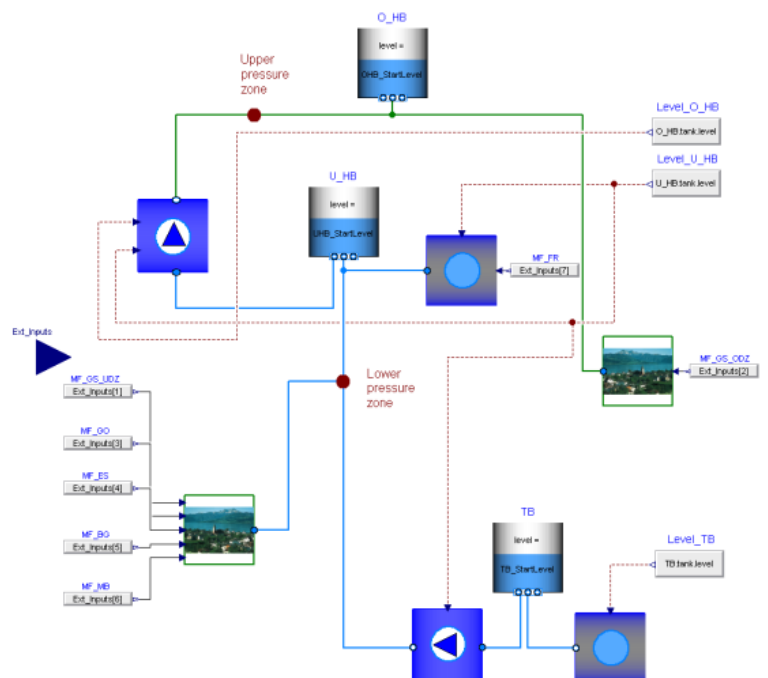 O_HB
level =
OHB_StartLevel
Upper
pressure
zone
Level_O_HB
O_HB.tank.level
Level_U_HB
U_HB.tank.level
U_HB
level =
UHB_StartLevel
MF_FR
Ext_Inputs[7]
Ext_Inputs
MF_GS_UDZ
Ext_Inputs[1]
Lower
pressure
zone
MF_GS_ODZ
Ext_Inputs[2]
MF_GO
Ext_Inputs[3]
MF_ES
Ext_Inputs[4]
MF_BG
Ext_Inputs[5]
MF_MB
Ext_Inputs[6]
TB
level =
TB_StartLevel
Level_TB
TB.tank.level